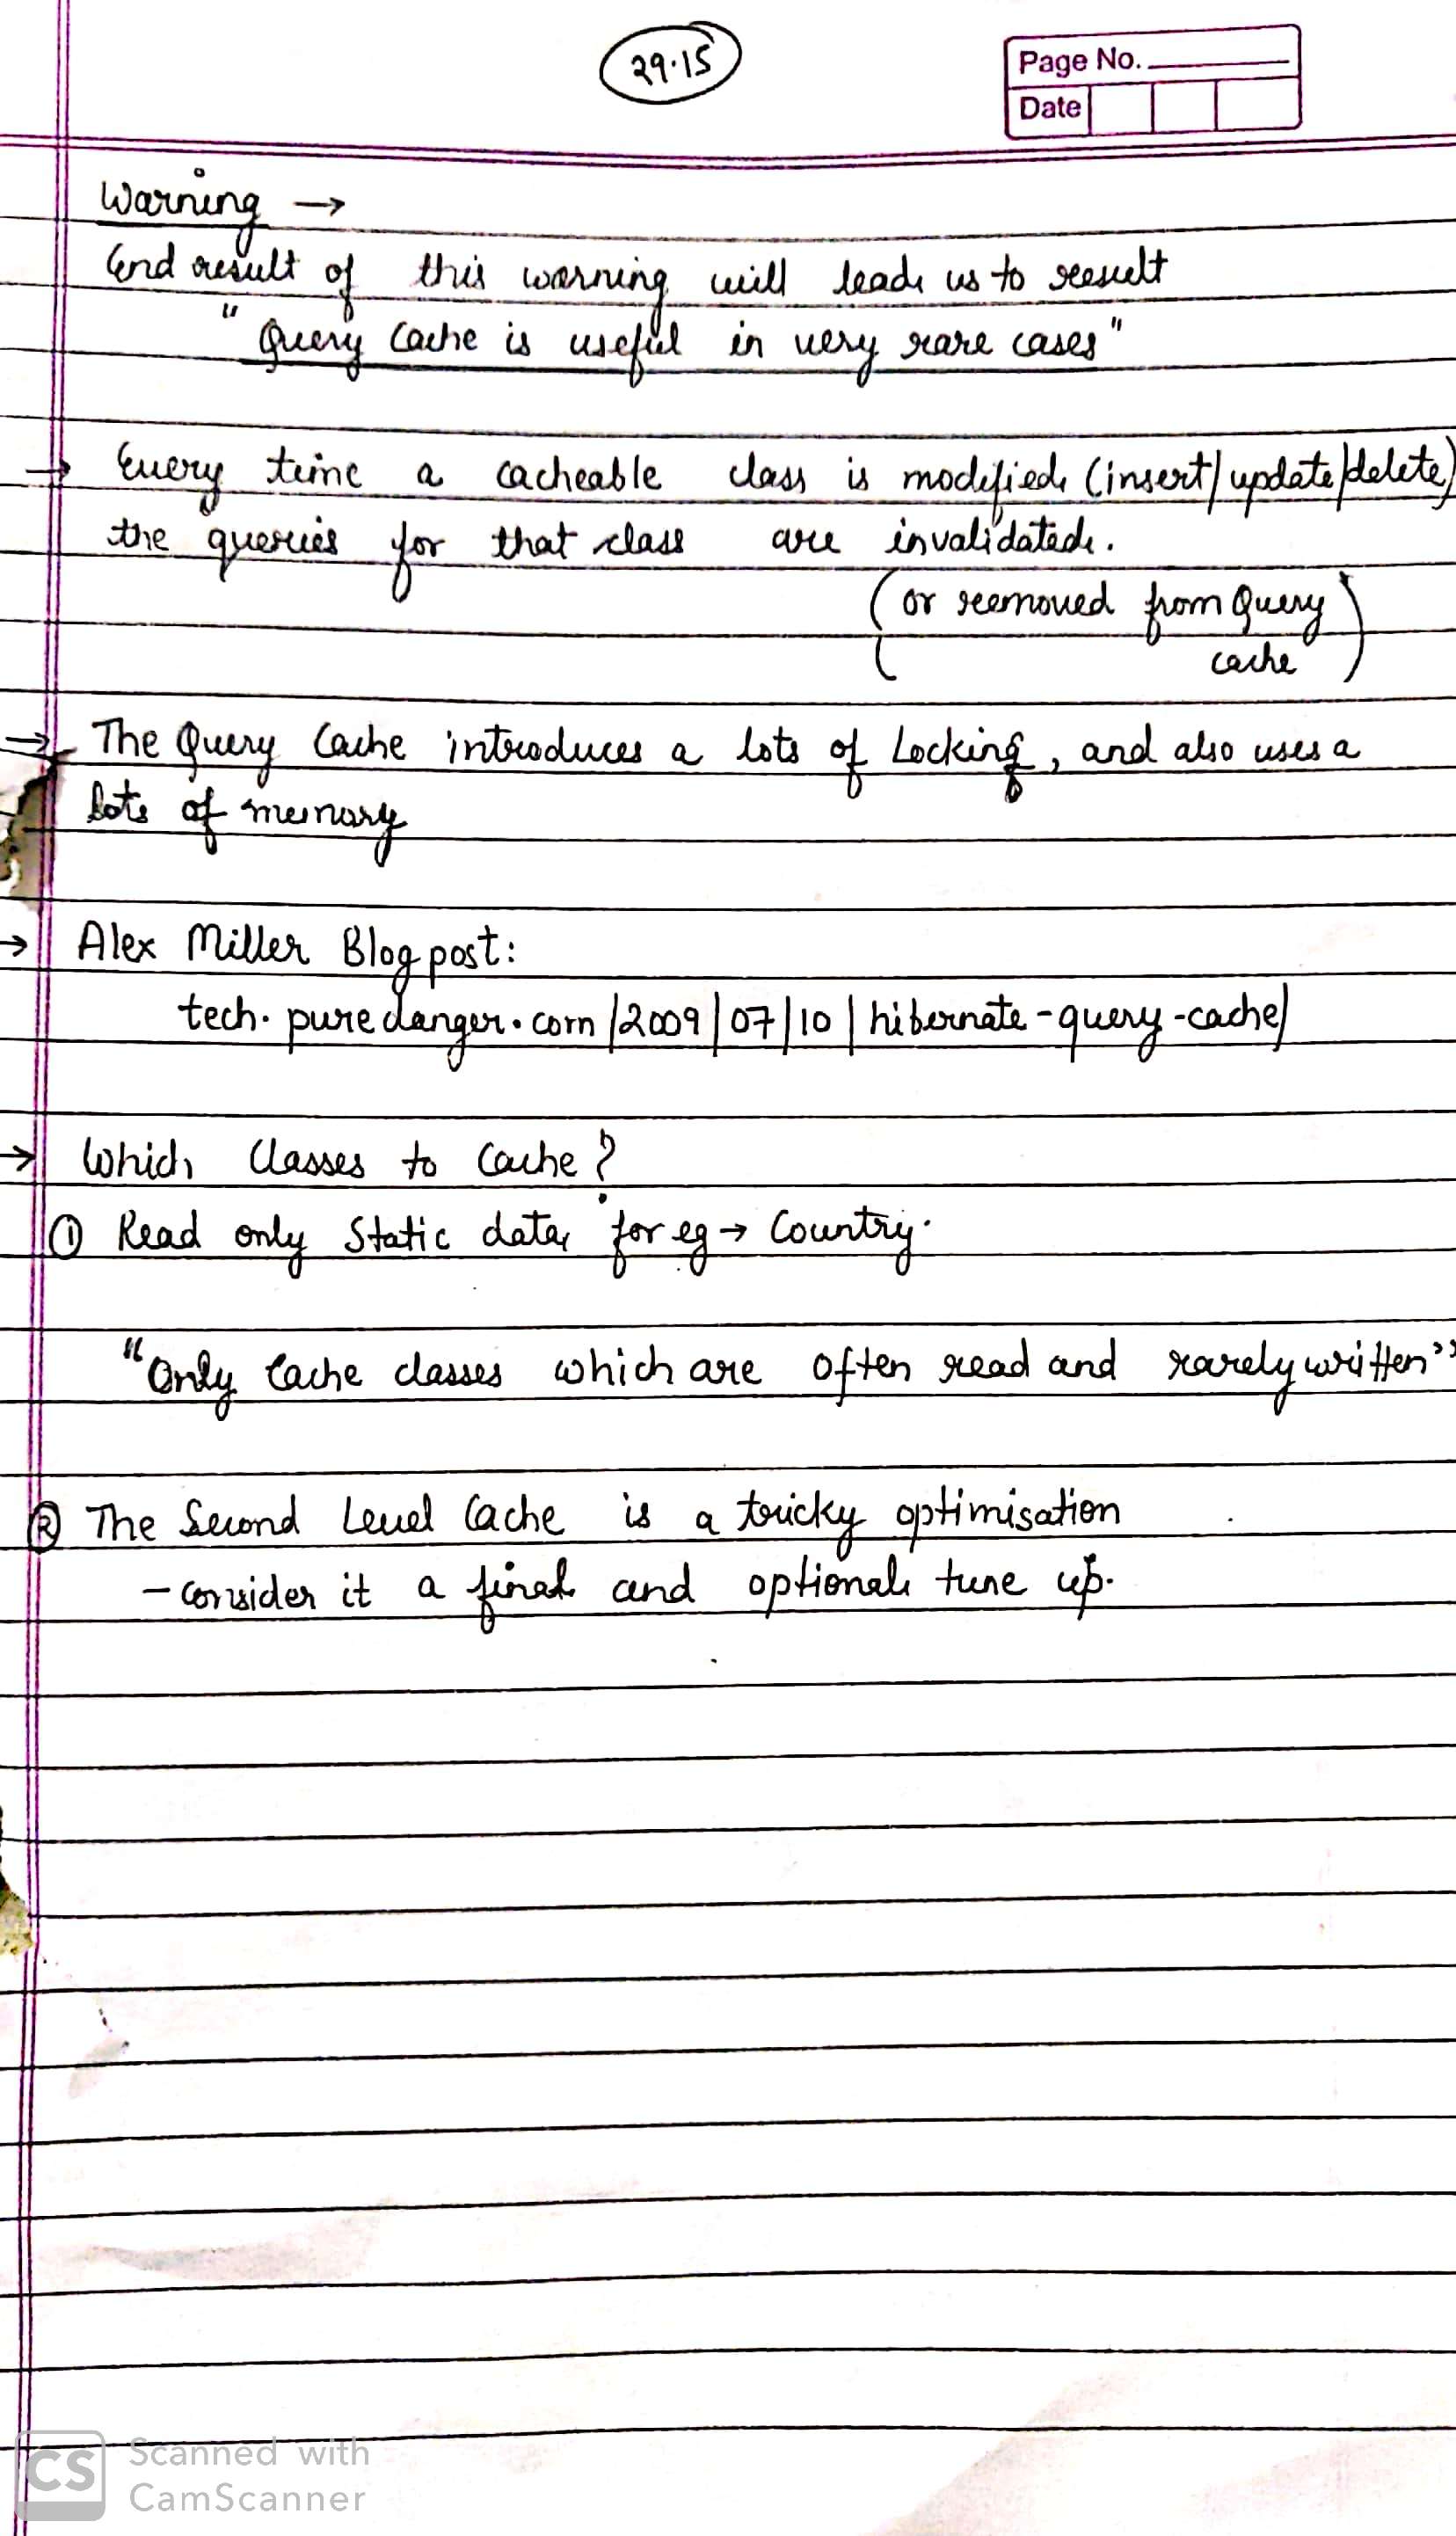 29.15
Page No.
Date
Warning →
End result of this warning will lead us to result
"Query Cache is useful in very rare cases"
→ Every time a cacheable class is modified (insert/update/delete)
the queries for that class are invalidated.
(or removed from Query
cache)
→ The Query Cache introduces a lots of Locking, and also uses a
lots of memory
→ Alex Miller Blog post:
tech.puredanger.com/2009/07/10/hibernate-query-cache/
→ Which Classes to Cache?
① Read only Static data, for eg → Country.
"Only Cache classes which are often read and rarely written"
② The Second Level Cache is a tricky optimisation
- consider it a final and optional tune up.
CS Scanned with
CamScanner